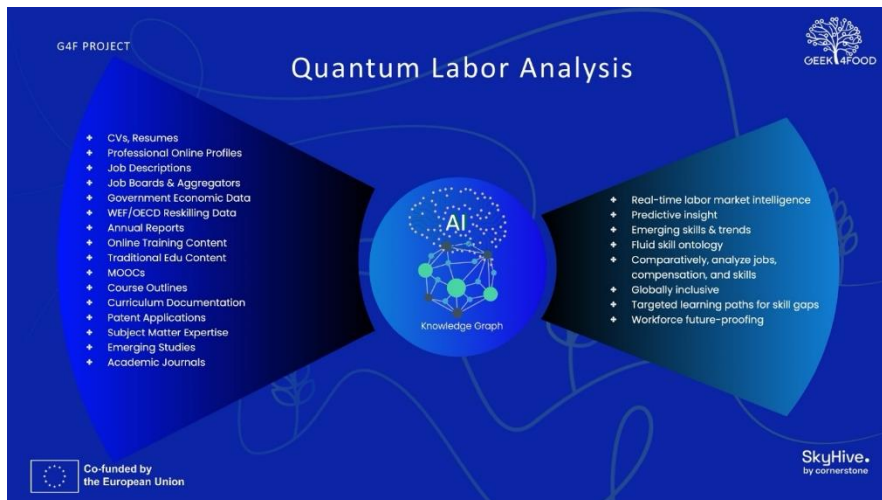 G4F PROJECT
GEEK4FOOD
Quantum Labor Analysis
CVs, Resumes
Professional Online Profiles
Job Descriptions
Job Boards & Aggregators
Government Economic Data
WEF/OECD Reskilling Data
Annual Reports
Online Training Content
Traditional Edu Content
MOOCs
Course Outlines
Curriculum Documentation
Patent Applications
Subject Matter Expertise
Emerging Studies
Academic Journals
AI
Knowledge Graph
Real-time labor market intelligence
Predictive insight
Emerging skills & trends
Fluid skill ontology
Comparatively, analyze jobs,
compensation, and skills
Globally inclusive
Targeted learning paths for skill gaps
Workforce future-proofing
Co-funded by
the European Union
SkyHive.
by cornerstone